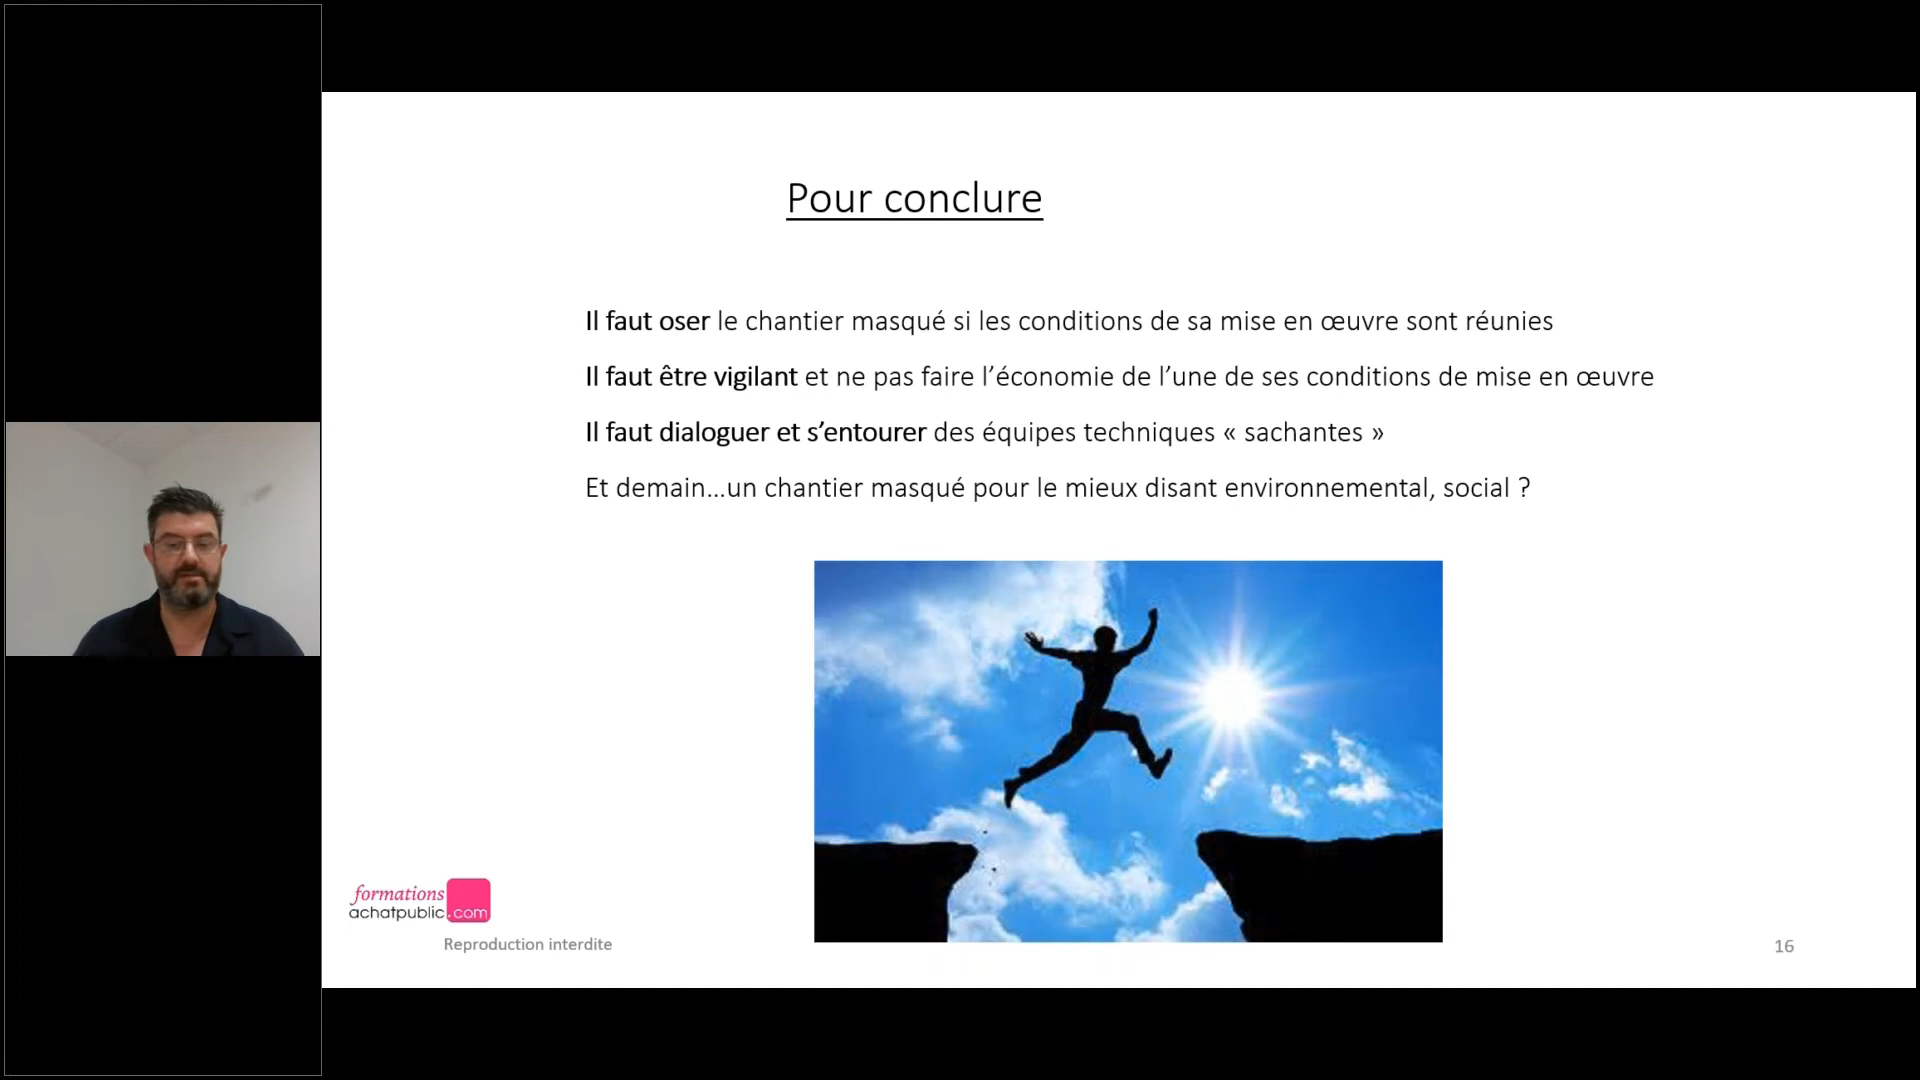 Pour conclure
Il faut oser le chantier masqué si les conditions de sa mise en œuvre sont réunies
Il faut être vigilant et ne pas faire l’économie de l’une de ses conditions de mise en œuvre
Il faut dialoguer et s’entourer des équipes techniques « sachantes »
Et demain…un chantier masqué pour le mieux disant environnemental, social ?
formations
achatpublic.com
Reproduction interdite
16